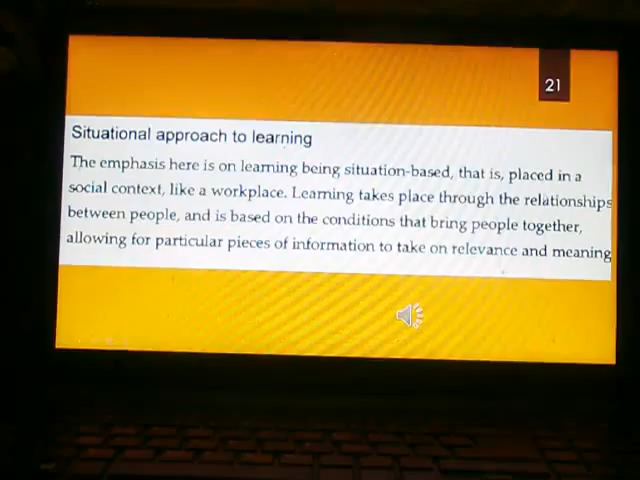 21
Situational approach to learning
The emphasis here is on learning being situation-based, that is, placed in a
social context, like a workplace. Learning takes place through the relationships
between people, and is based on the conditions that bring people together,
allowing for particular pieces of information to take on relevance and meaning